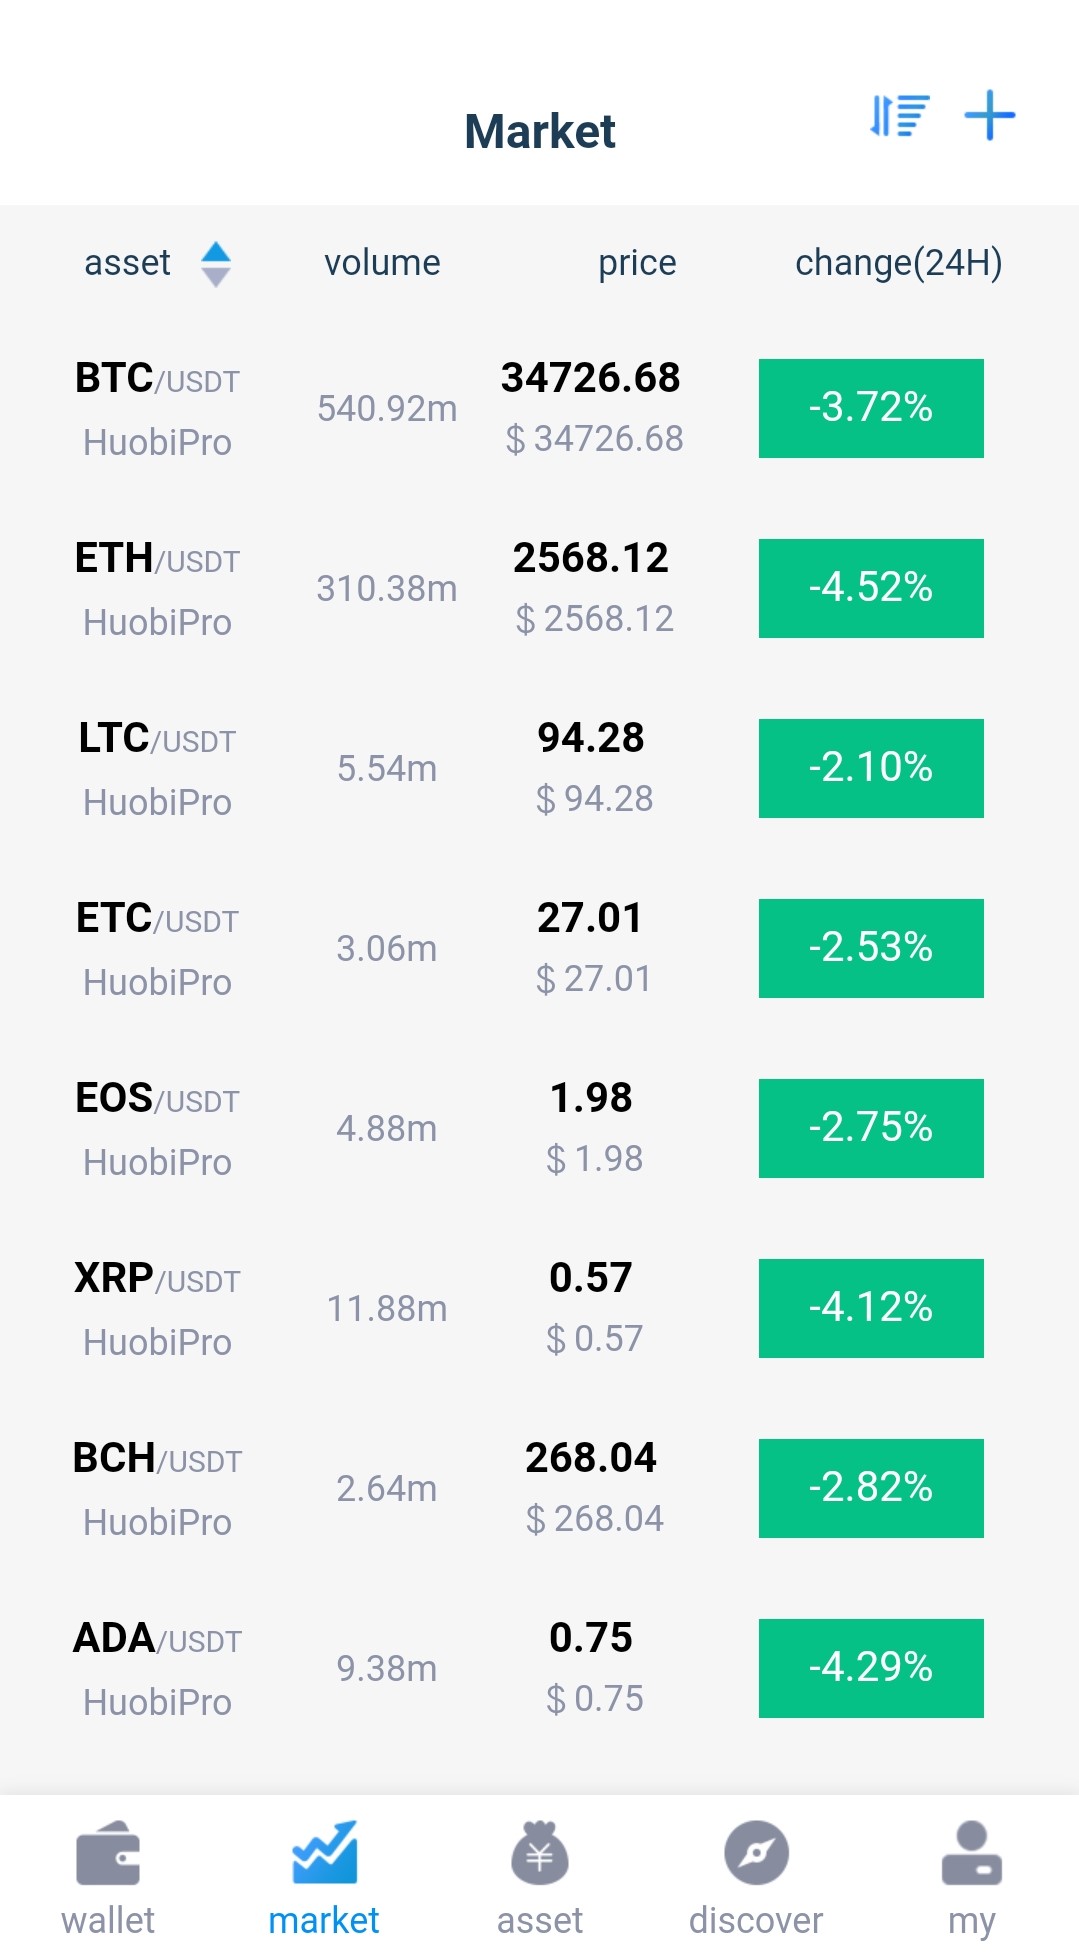 Market
asset volume price change(24H)
BTC/USDT 540.92m 34726.68 -3.72%
HuobiPro $ 34726.68
ETH/USDT 310.38m 2568.12 -4.52%
HuobiPro $ 2568.12
LTC/USDT 5.54m 94.28 -2.10%
HuobiPro $ 94.28
ETC/USDT 3.06m 27.01 -2.53%
HuobiPro $ 27.01
EOS/USDT 4.88m 1.98 -2.75%
HuobiPro $ 1.98
XRP/USDT 11.88m 0.57 -4.12%
HuobiPro $ 0.57
BCH/USDT 2.64m 268.04 -2.82%
HuobiPro $ 268.04
ADA/USDT 9.38m 0.75 -4.29%
HuobiPro $ 0.75
wallet market asset discover my